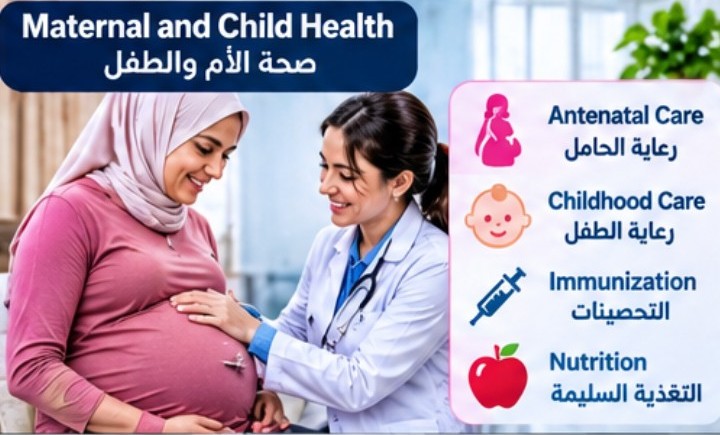 Maternal and Child Health
صحة الأم والطفل
Antenatal Care
رعاية الحامل
Childhood Care
رعاية الطفل
Immunization
التحصينات
Nutrition
التغذية السليمة